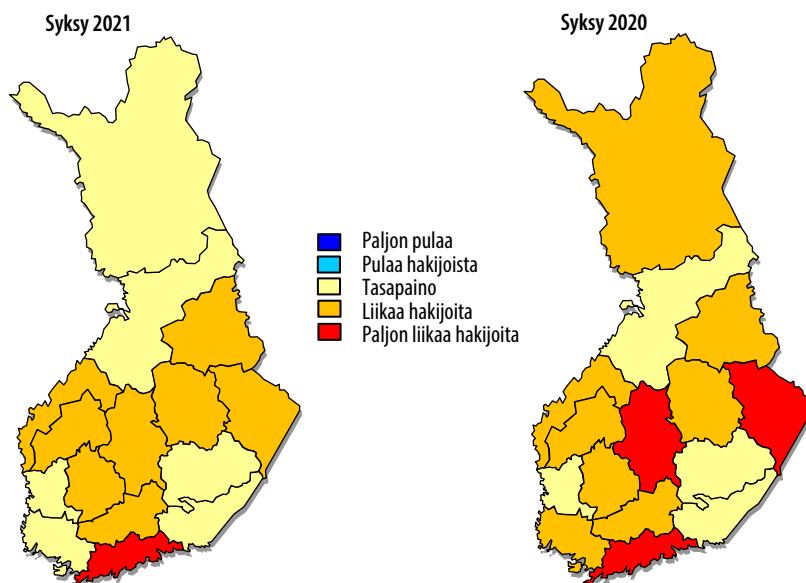 Syksy 2021
Syksy 2020
Paljon pulaa
Pulaa hakijoista
Tasapaino
Liikaa hakijoita
Paljon liikaa hakijoita